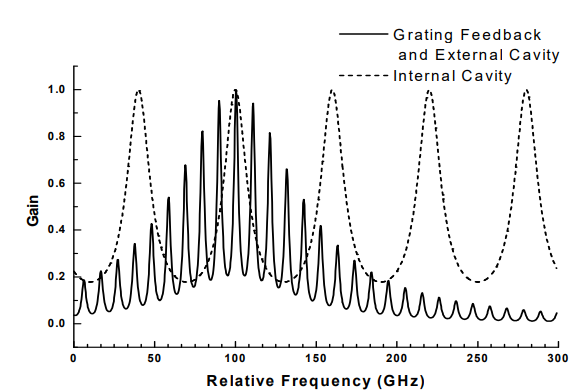 Grating Feedback
and External Cavity
Internal Cavity
1.0
0.8
0.6
0.4
0.2
0.0
Gain
0 50 100 150 200 250 300
Relative Frequency (GHz)